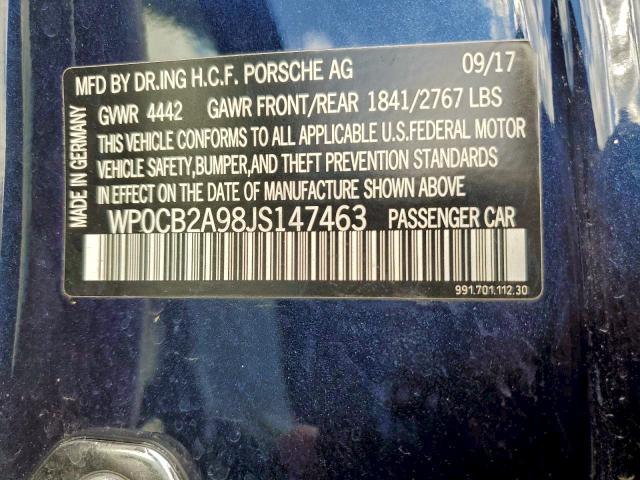 MFD BY DR.ING H.C.F. PORSCHE AG 09/17
GVWR 4442 GAWR FRONT/REAR 1841/2767 LBS
THIS VEHICLE CONFORMS TO ALL APPLICABLE U.S.FEDERAL MOTOR
VEHICLE SAFETY,BUMPER,AND THEFT PREVENTION STANDARDS
IN EFFECT ON THE DATE OF MANUFACTURE SHOWN ABOVE.
WP0CB2A98JS147463 PASSENGER CAR
991.701.112.30
MADE IN GERMANY